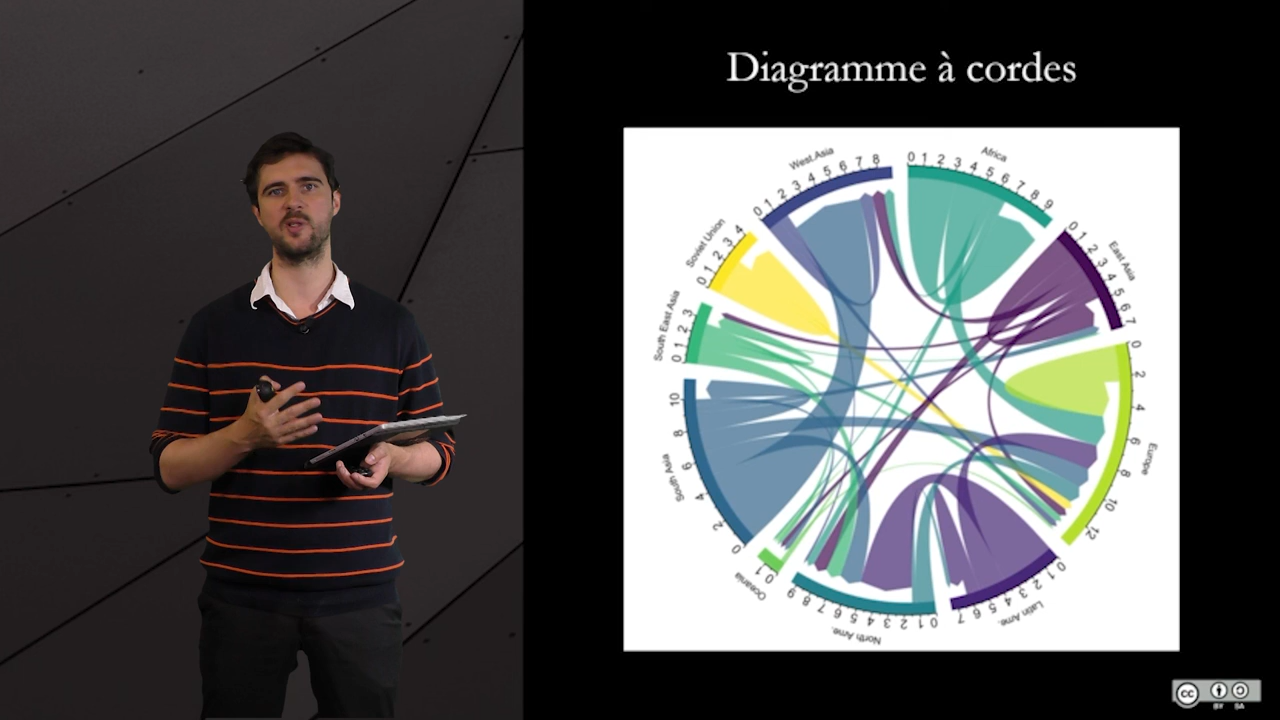 Diagramme à cordes
West Asia
0 1 2 3 4 5 6 7 8
Africa
0 1 2 3 4 5 6 7 8 9
East Asia
0 1 2 3 4 5 6 7
Europe
0 2 4 6 8 10 12
Latin Ame.
0 1 2 3 4 5 6 7
North Ame.
0 1 2 3 4 5 6 7 8 9
Oceania
0 1
South Asia
0 2 4 6 8 10
South East Asia
0 1 2 3
Soviet Union
0 1 2 3 4
cc
BY SA